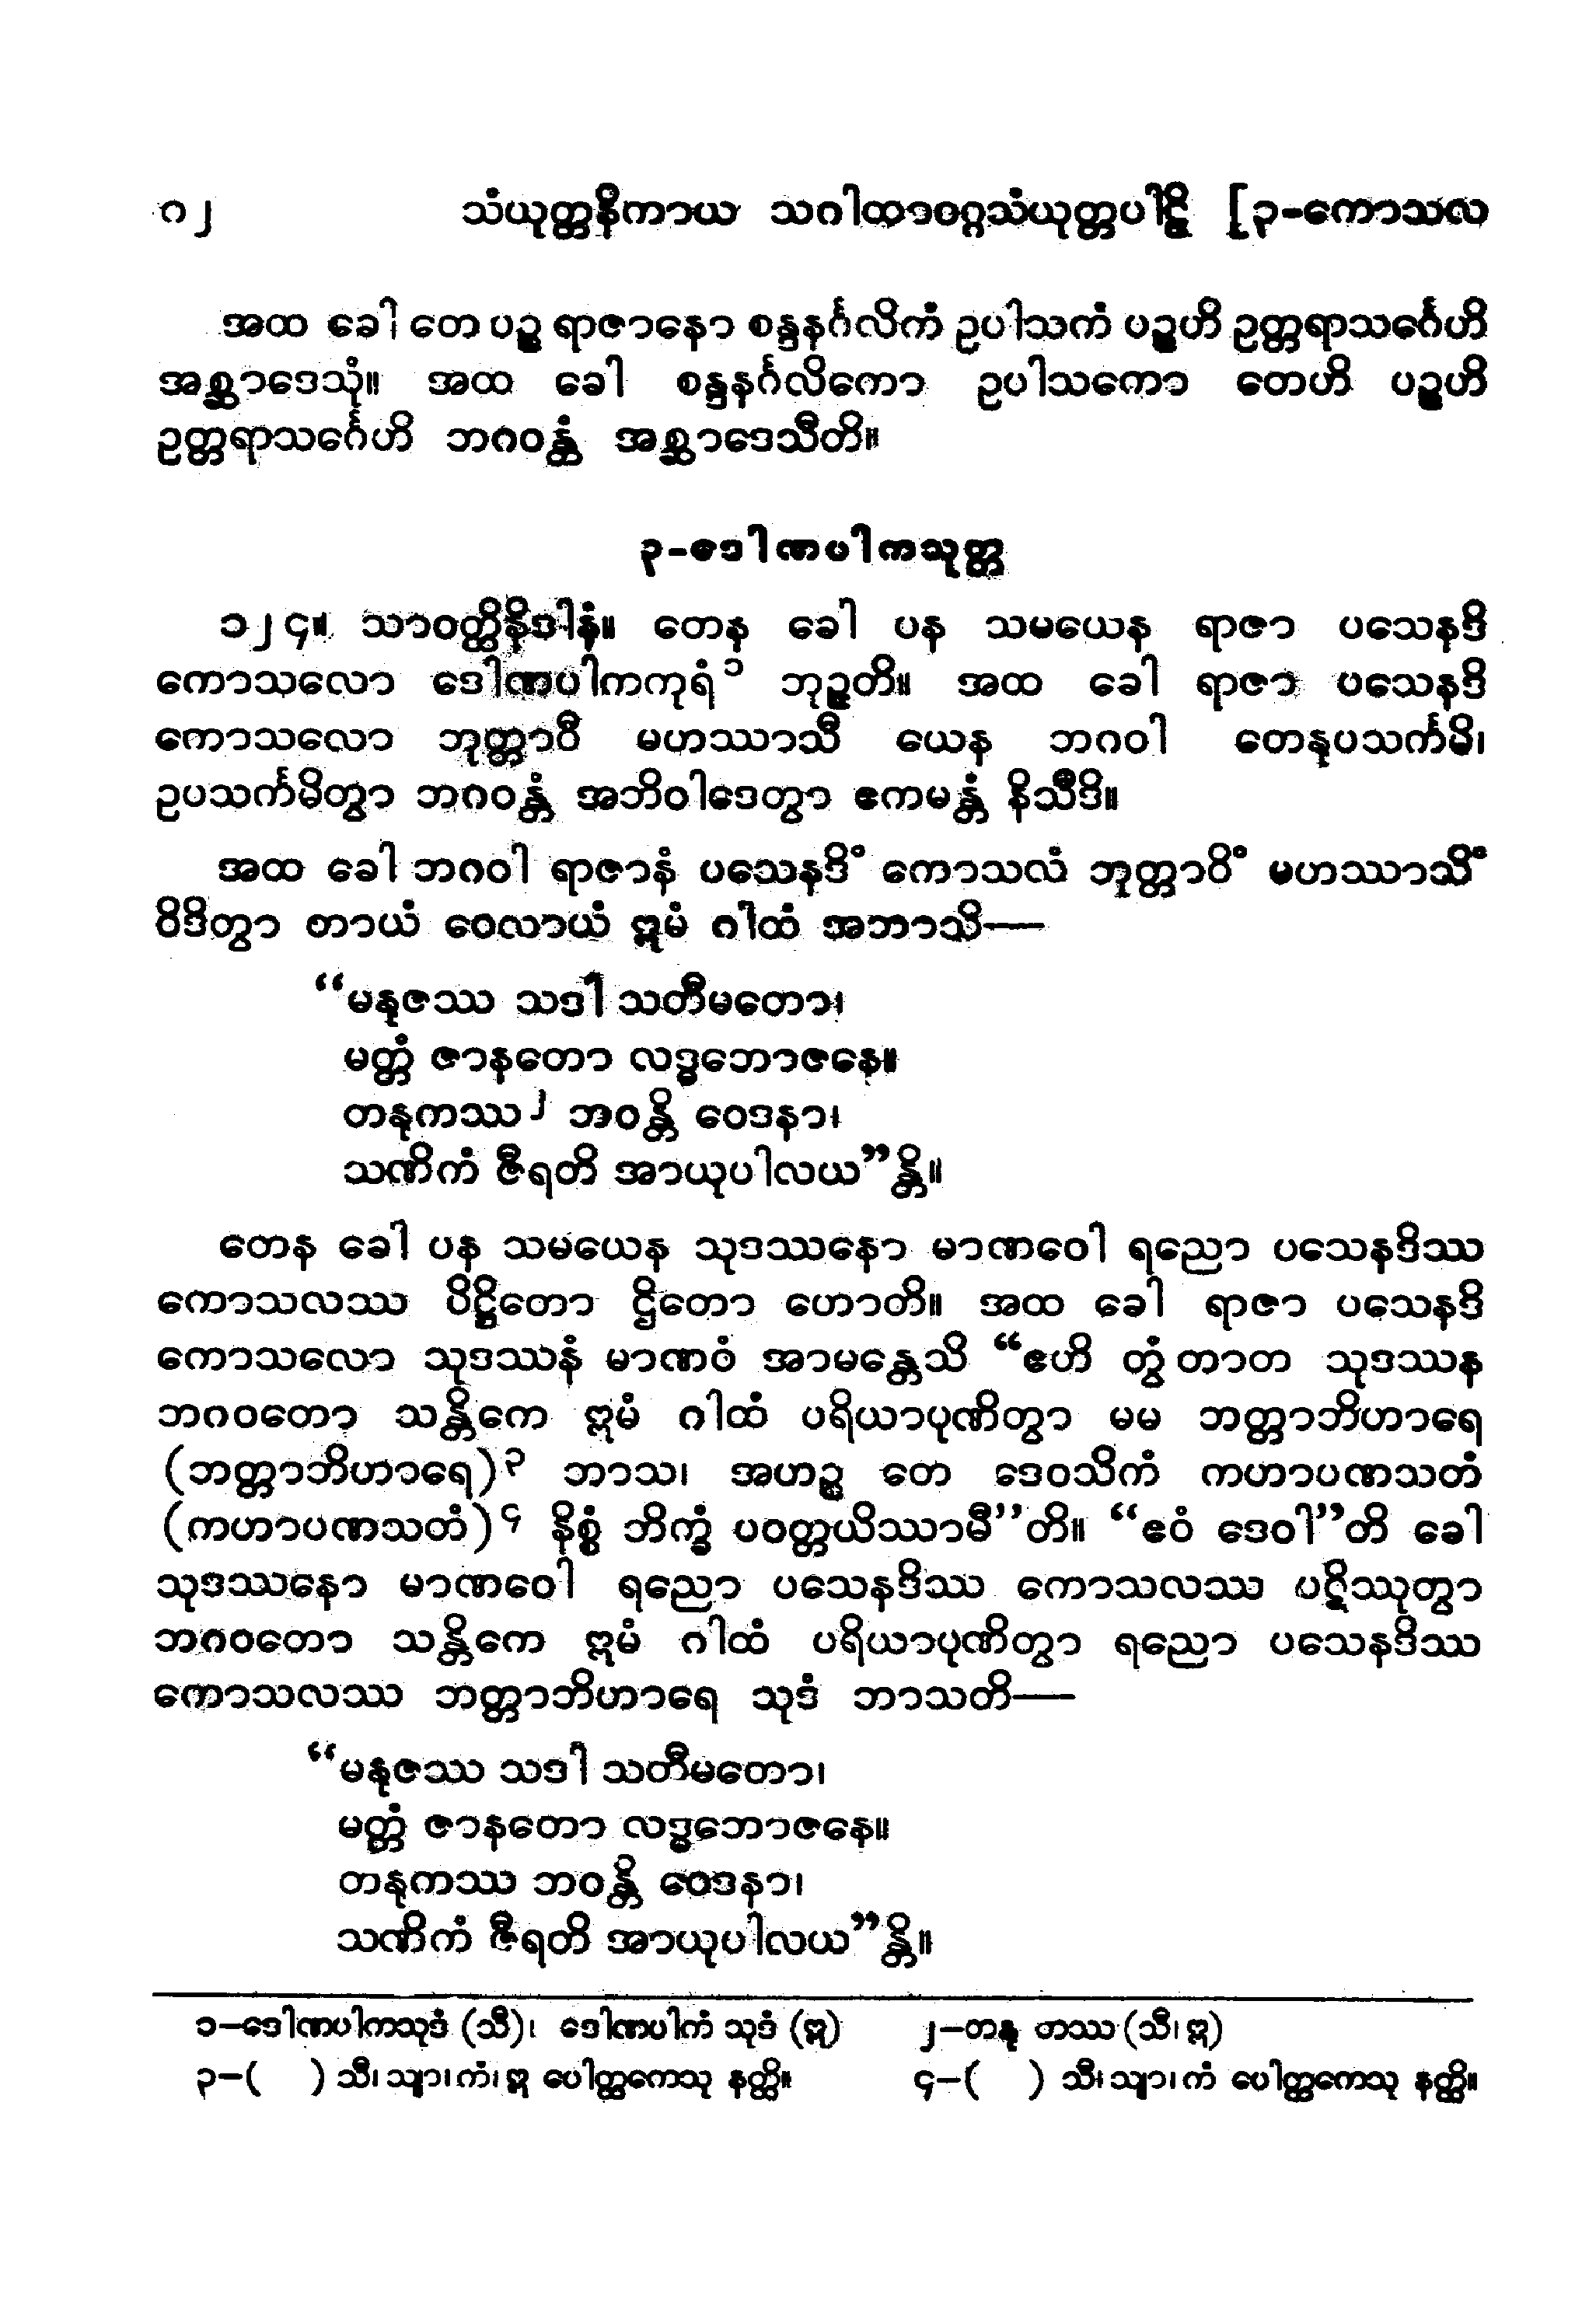 ၈၂ သံယုတ္တနိကာယ သဂါထာဝဂ္ဂသံယုတ္တပါဠိ [၃-ကောသလ
အထ ခေါ တေ ပဉ္စ ရာဇာနော စန္ဒနင်္ဂလိကံ ဥပါသကံ ပဉ္စဟိ ဥတ္တရာသင်္ဂေဟိ
အစ္ဆာဒေသုံ။ အထ ခေါ စန္ဒနင်္ဂလိကော ဥပါသကော တေဟိ ပဉ္စဟိ
ဥတ္တရာသင်္ဂေဟိ ဘဂဝန္တံ အစ္ဆာဒေသီတိ။
၃-ဒေါဏပါကသုတ္တ
၁၂၄။ သာဝတ္ထိနိဒါနံ။ တေန ခေါ ပန သမယေန ရာဇာ ပသေနဒိ
ကောသလော ဒေါဏပါကကုရံ၁ ဘုဉ္ဇတိ။ အထ ခေါ ရာဇာ ပသေနဒိ
ကောသလော ဘုတ္တာဝီ မဟဿာသီ ယေန ဘဂဝါ တေနုပသင်္ကမိ၊
ဥပသင်္ကမိတွာ ဘဂဝန္တံ အဘိဝါဒေတွာ ဧကမန္တံ နိသီဒိ။
အထ ခေါ ဘဂဝါ ရာဇာနံ ပသေနဒိံ ကောသလံ ဘုတ္တာဝိံ မဟဿာသိံ
ဝိဒိတွာ တာယံ ဝေလာယံ ဣမံ ဂါထံ အဘာသိ—
“မနုဇဿ သဒါ သတီမတော၊
မတ္တံ ဇာနတော လဒ္ဓဘောဇနေ။
တနုကဿ၂ ဘဝန္တိ ဝေဒနာ၊
သဏိကံ ဇီရတိ အာယုပါလယ”န္တိ။
တေန ခေါ ပန သမယေန သုဒဿနော မာဏဝေါ ရညော ပသေနဒိဿ
ကောသလဿ ပိဋ္ဌိတော ဌိတော ဟောတိ။ အထ ခေါ ရာဇာ ပသေနဒိ
ကောသလော သုဒဿနံ မာဏဝံ အာမန္တေသိ “ဧဟိ တွံ တာတ သုဒဿန
ဘဂဝတော သန္တိကေ ဣမံ ဂါထံ ပရိယာပုဏိတွာ မမ ဘတ္တာဘိဟာရေ
(ဘတ္တာဘိဟာရေ)၃ ဘာသ၊ အဟဉ္စ တေ ဒေဝသိကံ ကဟာပဏသတံ
(ကဟာပဏသတံ)၄ နိစ္စံ ဘိက္ခံ ပဝတ္တယိဿာမီ”တိ။ “ဧဝံ ဒေဝါ”တိ ခေါ
သုဒဿနော မာဏဝေါ ရညော ပသေနဒိဿ ကောသလဿ ပဋိဿုတွာ
ဘဂဝတော သန္တိကေ ဣမံ ဂါထံ ပရိယာပုဏိတွာ ရညော ပသေနဒိဿ
ကောသလဿ ဘတ္တာဘိဟာရေ သုဒံ ဘာသတိ—
“မနုဇဿ သဒါ သတီမတော၊
မတ္တံ ဇာနတော လဒ္ဓဘောဇနေ။
တနုကဿ ဘဝန္တိ ဝေဒနာ၊
သဏိကံ ဇီရတိ အာယုပါလယ”န္တိ။
၁-ဒေါဏပါကသုဒံ (သီ)၊ ဒေါဏပါကံ သုဒံ (ဣ) ၂-တနု တဿ (သီ၊ ဣ)
၃-( ) သီ၊ သျာ၊ ကံ၊ ဣ ပေါတ္ထကေသု နတ္ထိ။ ၄-( ) သီ၊ သျာ၊ ကံ ပေါတ္ထကေသု နတ္ထိ။